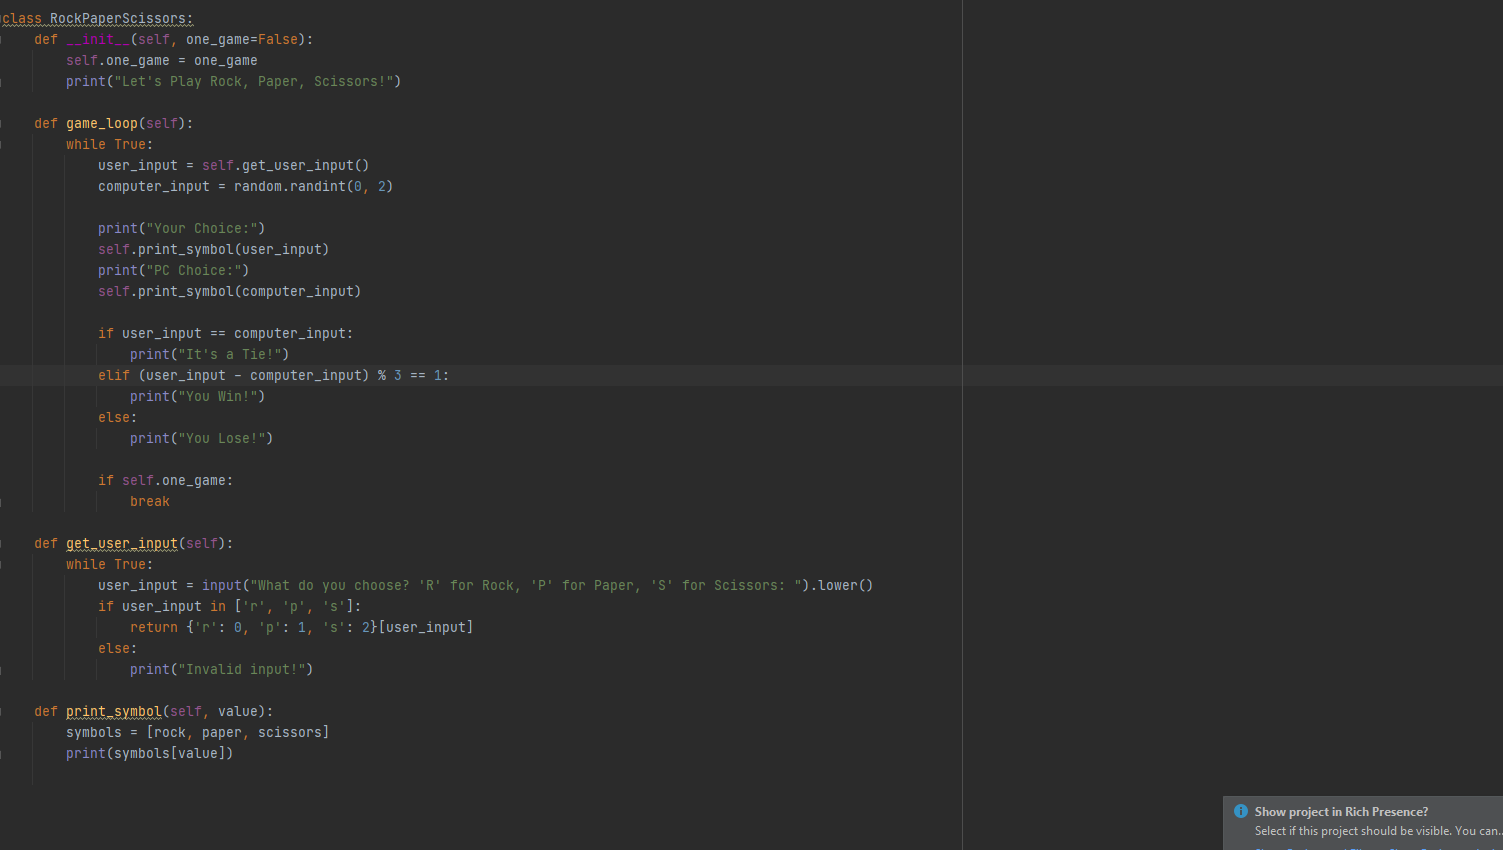 class RockPaperScissors:
    def __init__(self, one_game=False):
        self.one_game = one_game
        print("Let's Play Rock, Paper, Scissors!")

    def game_loop(self):
        while True:
            user_input = self.get_user_input()
            computer_input = random.randint(0, 2)

            print("Your Choice:")
            self.print_symbol(user_input)
            print("PC Choice:")
            self.print_symbol(computer_input)

            if user_input == computer_input:
                print("It's a Tie!")
            elif (user_input - computer_input) % 3 == 1:
                print("You Win!")
            else:
                print("You Lose!")

            if self.one_game:
                break

    def get_user_input(self):
        while True:
            user_input = input("What do you choose? 'R' for Rock, 'P' for Paper, 'S' for Scissors: ").lower()
            if user_input in ['r', 'p', 's']:
                return {'r': 0, 'p': 1, 's': 2}[user_input]
            else:
                print("Invalid input!")

    def print_symbol(self, value):
        symbols = [rock, paper, scissors]
        print(symbols[value])
Show project in Rich Presence?
Select if this project should be visible. You can...